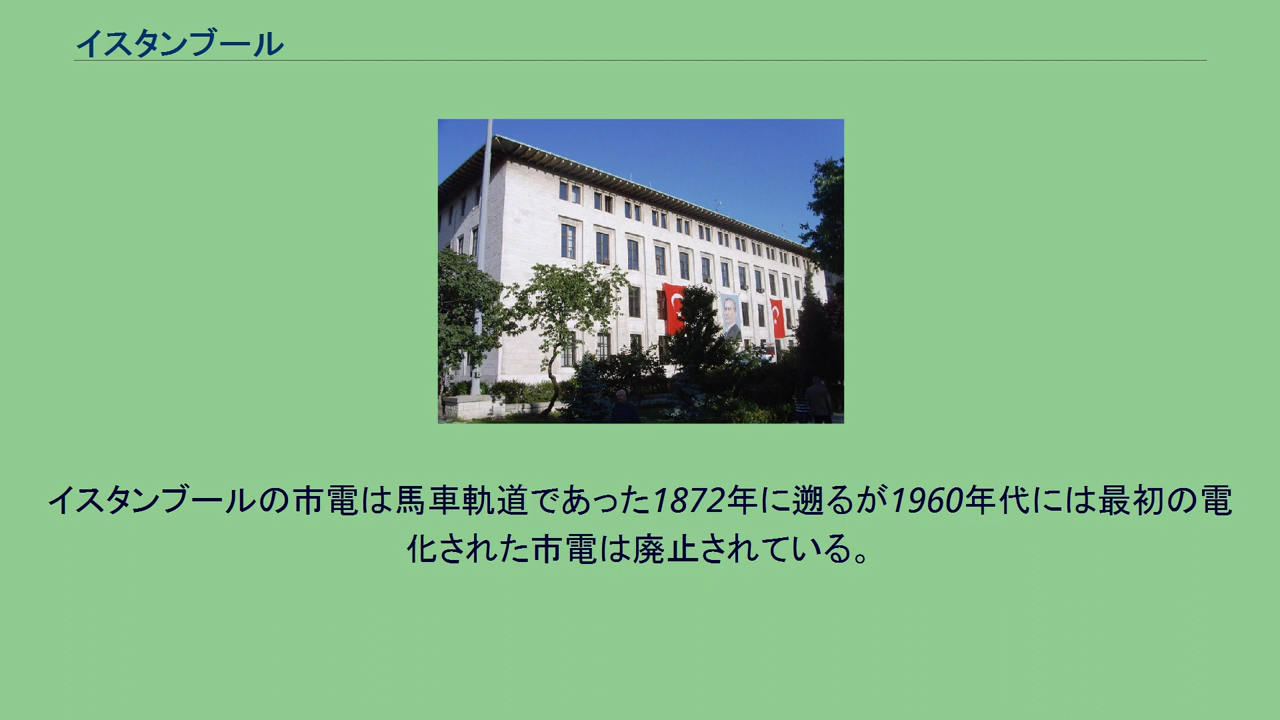 イスタンブール
イスタンブールの市電は馬車軌道であった1872年に遡るが1960年代には最初の電
化された市電は廃止されている。